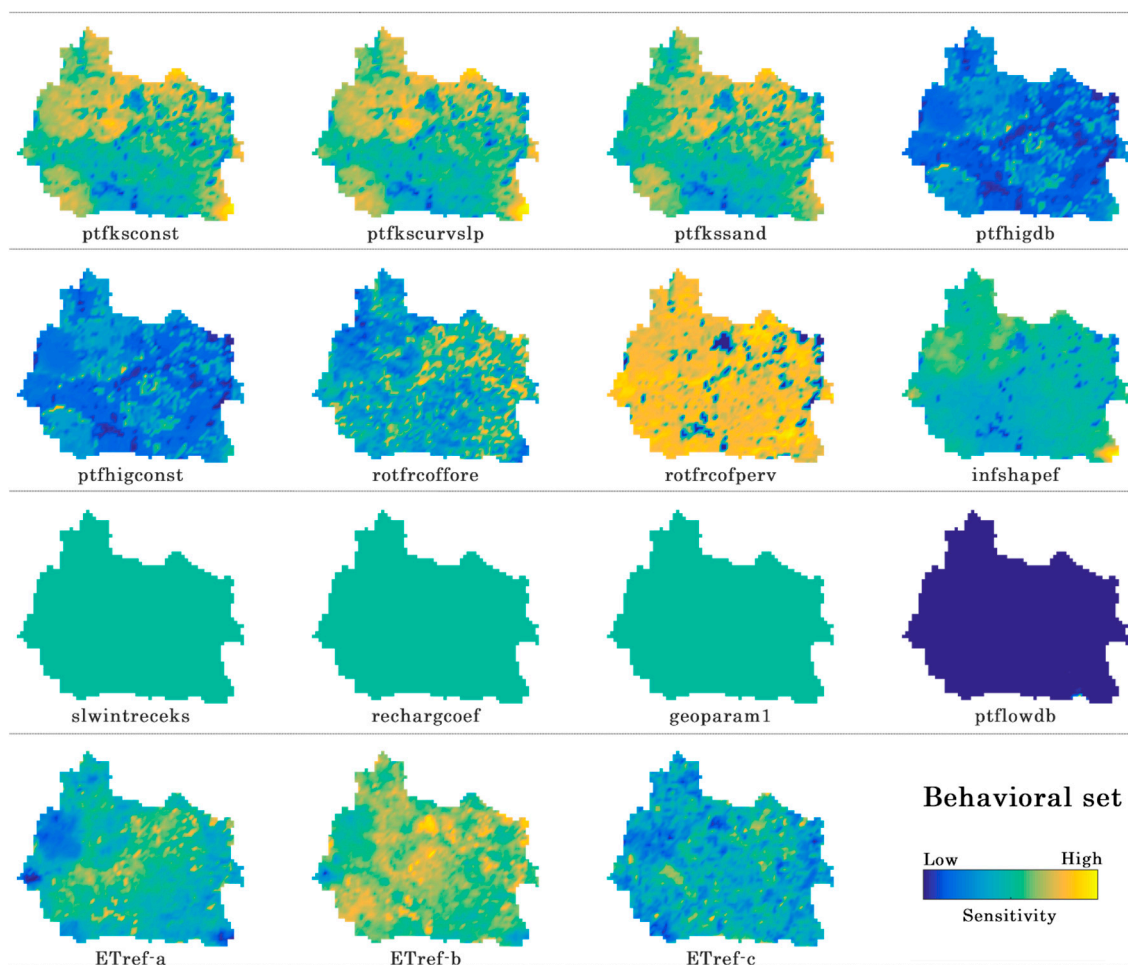 ptfksconst ptfkscurvslp ptfkssand ptfhigdb
ptfhigconst rotfrcoffore rotfrcofperv infshapef
slwintreceks rechargcoef geoparam1 ptflowdb
ETref-a ETref-b ETref-c
Behavioral set
Low High
Sensitivity